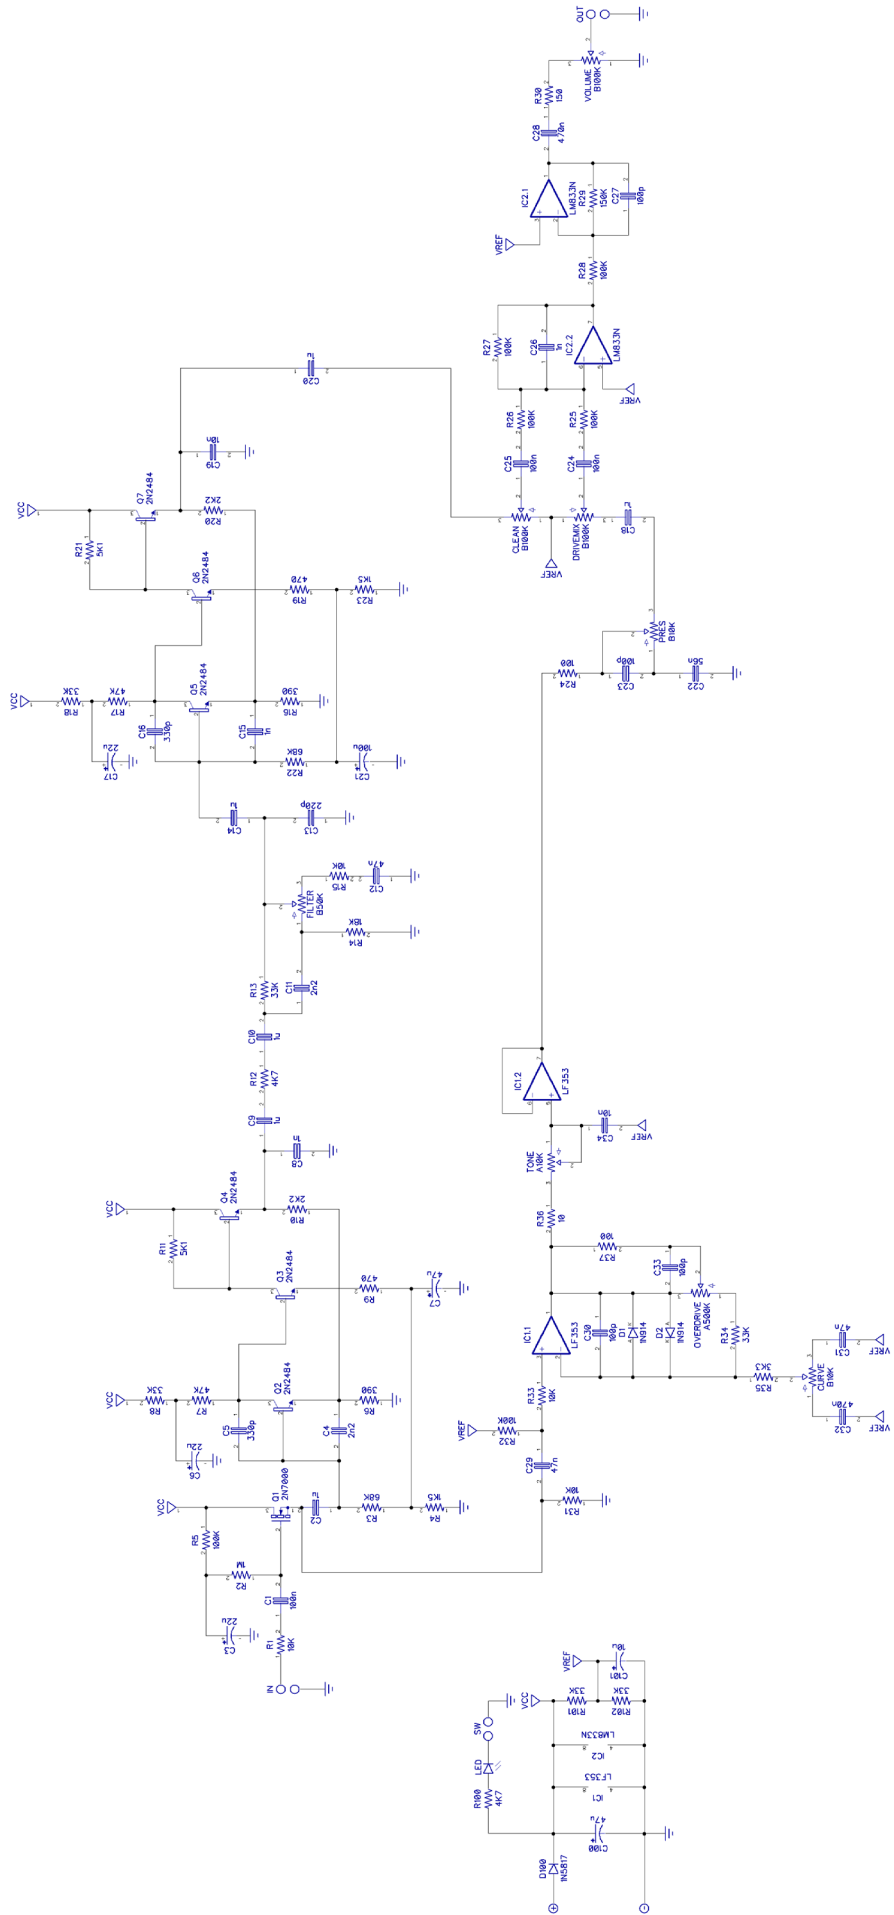 OUT
VOLUME
B100K
R30
150
C28
470n
IC2.1
LM833N
VREF
R29
150K
C27
100p
R28
100K
R27
100K
C26
1n
IC2.2
LM833N
VREF
R26
100K
R25
100K
C25
100n
C24
100n
CLEAN
B100K
DRIVEMIX
B100K
VREF
C18
1u
C20
1u
C19
10n
VCC
Q7
2N2484
R21
5K1
R20
2K2
Q6
2N2484
R19
470
R23
1K5
VCC
R18
33K
R17
47K
Q5
2N2484
C16
330p
C17
22u
C15
1n
R16
390
R22
68K
C21
100u
C14
1u
C13
220p
PRES
B10K
R24
100
C23
100p
C22
56n
FILTER
B50K
R15
10K
C12
47n
R14
18K
R13
33K
C11
2n2
C10
1u
R12
4K7
C9
1u
C8
1n
VCC
Q4
2N2484
R11
5K1
R10
2K2
Q3
2N2484
R9
470
C7
47u
VCC
R8
33K
R7
47K
Q2
2N2484
C5
330p
C6
22u
C4
2n2
R6
390
VCC
Q1
2N7000
C2
1u
R3
68K
R4
1K5
R5
100K
R2
1M
C3
22u
C1
100n
R1
10K
IN
IC1.2
LF353
TONE
A10K
C34
10n
VREF
R36
10
R37
100
C33
100p
IC1.1
LF353
C30
100p
D1
1N914
D2
1N914
OVERDRIVE
A500K
R34
33K
R35
3K3
CURVE
B10K
C31
47n
VREF
C32
470n
VREF
R33
10K
VREF
R32
100K
C29
47n
R31
10K
VREF
C101
10u
VCC
R101
33K
R102
33K
SW
LED
R100
4K7
IC2
LM833N
IC1
LF353
C100
47u
D100
1N5817